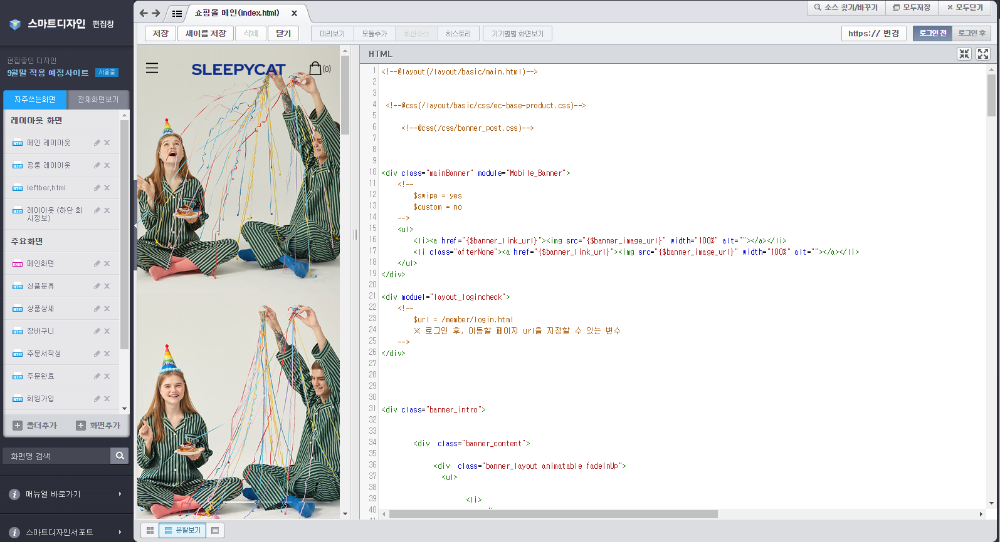 스마트디자인 편집창
편집중인 디자인
9월말 적용 예정사이트 사용중
자주쓰는화면 전체화면보기
레이아웃 화면
메인 레이아웃
공통 레이아웃
leftbar.html
레이아웃 (하단 회
사정보)
주요화면
메인화면
상품분류
상품상세
장바구니
주문서작성
주문완료
회원가입
폴더추가 화면추가
화면명 검색
매뉴얼 바로가기
스마트디자인서포트
쇼핑몰 메인(index.html) X
소스 찾기/바꾸기 모두저장 모두닫기
저장 새이름 저장 삭제 닫기 미리보기 모듈추가 최신소스 히스토리 기기별별 화면보기 https:// 변경 로그인 전 로그인 후
SLEEPYCAT (0)
HTML
1 <!--@layout(/layout/basic/main.html)-->
2
3
4 <!--@css(/layout/basic/css/ec-base-product.css)-->
5
6 <!--@css(/css/banner_post.css)-->
7
8
9
10 <div class="mainBanner" module="Mobile_Banner">
11 <!--
12 $swipe = yes
13 $custom = no
14 -->
15 <ul>
16 <li><a href="{$banner_link_url}"><img src="{$banner_image_url}" width="100%" alt=""></a></li>
17 <li class="afterNone"><a href="{$banner_link_url}"><img src="{$banner_image_url}" width="100%" alt=""></a></li>
18 </ul>
19 </div>
20
21 <div moduel="layout_logincheck">
22 <!--
23 $url = /member/login.html
24 ※ 로그인 후, 이동할 페이지 url을 지정할 수 있는 변수
25 -->
26 </div>
27
28
29
30
31 <div class="banner_intro">
32
33
34 <div class="banner_content">
35
36 <div class="banner_layout animatable fadeInUp">
37 <ul>
38
39 <li>
40
분할보기